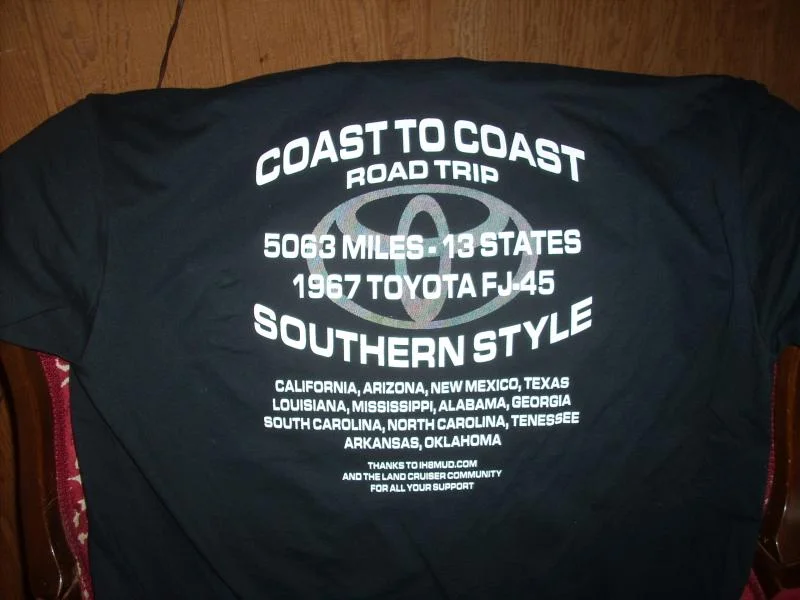 COAST TO COAST
ROAD TRIP
5063 MILES - 13 STATES
1967 TOYOTA FJ-45
SOUTHERN STYLE
CALIFORNIA, ARIZONA, NEW MEXICO, TEXAS
LOUISIANA, MISSISSIPPI, ALABAMA, GEORGIA
SOUTH CAROLINA, NORTH CAROLINA, TENESSEE
ARKANSAS, OKLAHOMA
THANKS TO IH8MUD.COM
AND THE LAND CRUISER COMMUNITY
FOR ALL YOUR SUPPORT